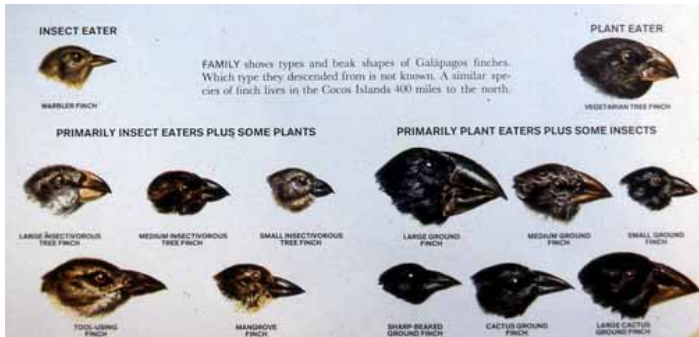 INSECT EATER
WARBLER FINCH
FAMILY shows types and beak shapes of Galápagos finches.
Which type they descended from is not known. A similar spe-
cies of finch lives in the Cocos Islands 400 miles to the north.
PLANT EATER
VEGETARIAN TREE FINCH
PRIMARILY INSECT EATERS PLUS SOME PLANTS
LARGE INSECTIVOROUS
TREE FINCH
MEDIUM INSECTIVOROUS
TREE FINCH
SMALL INSECTIVOROUS
TREE FINCH
TOOL-USING
FINCH
MANGROVE
FINCH
PRIMARILY PLANT EATERS PLUS SOME INSECTS
LARGE GROUND
FINCH
MEDIUM GROUND
FINCH
SMALL GROUND
FINCH
SHARP-BEAKED
GROUND FINCH
CACTUS GROUND
FINCH
LARGE CACTUS
GROUND FINCH